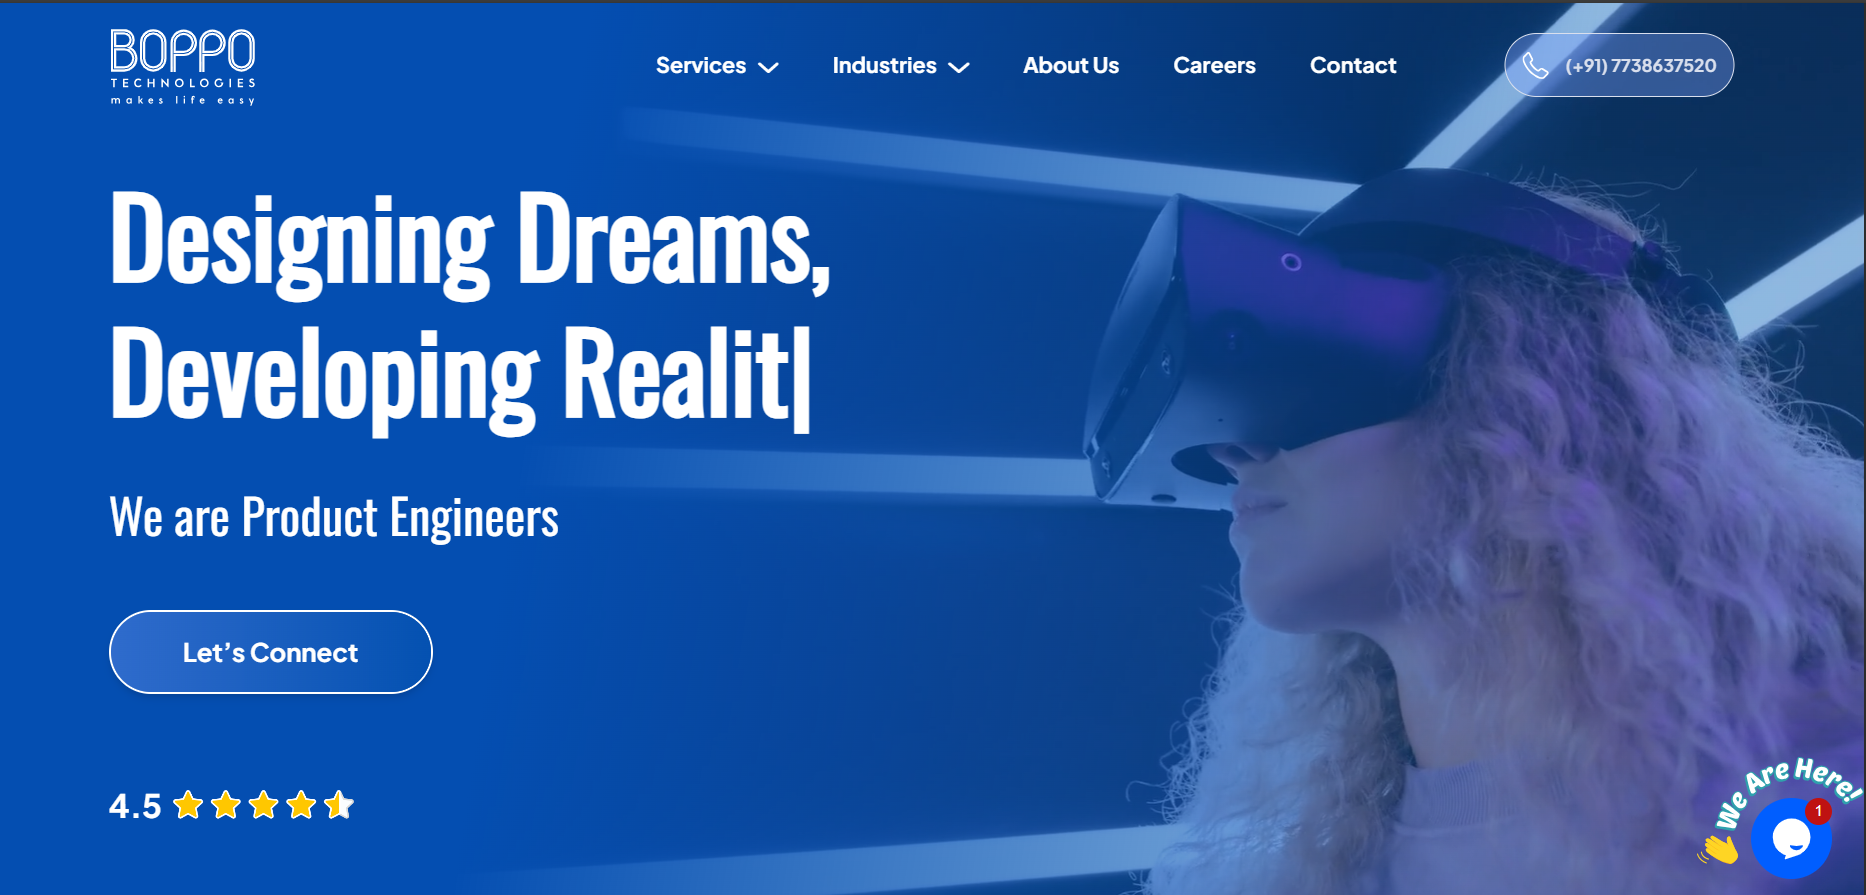 BOPPO
TECHNOLOGIES
makes life easy
Services
Industries
About Us
Careers
Contact
(+91) 7738637520
Designing Dreams,
Developing Realit|
We are Product Engineers
Let’s Connect
4.5
We Are Here!
1